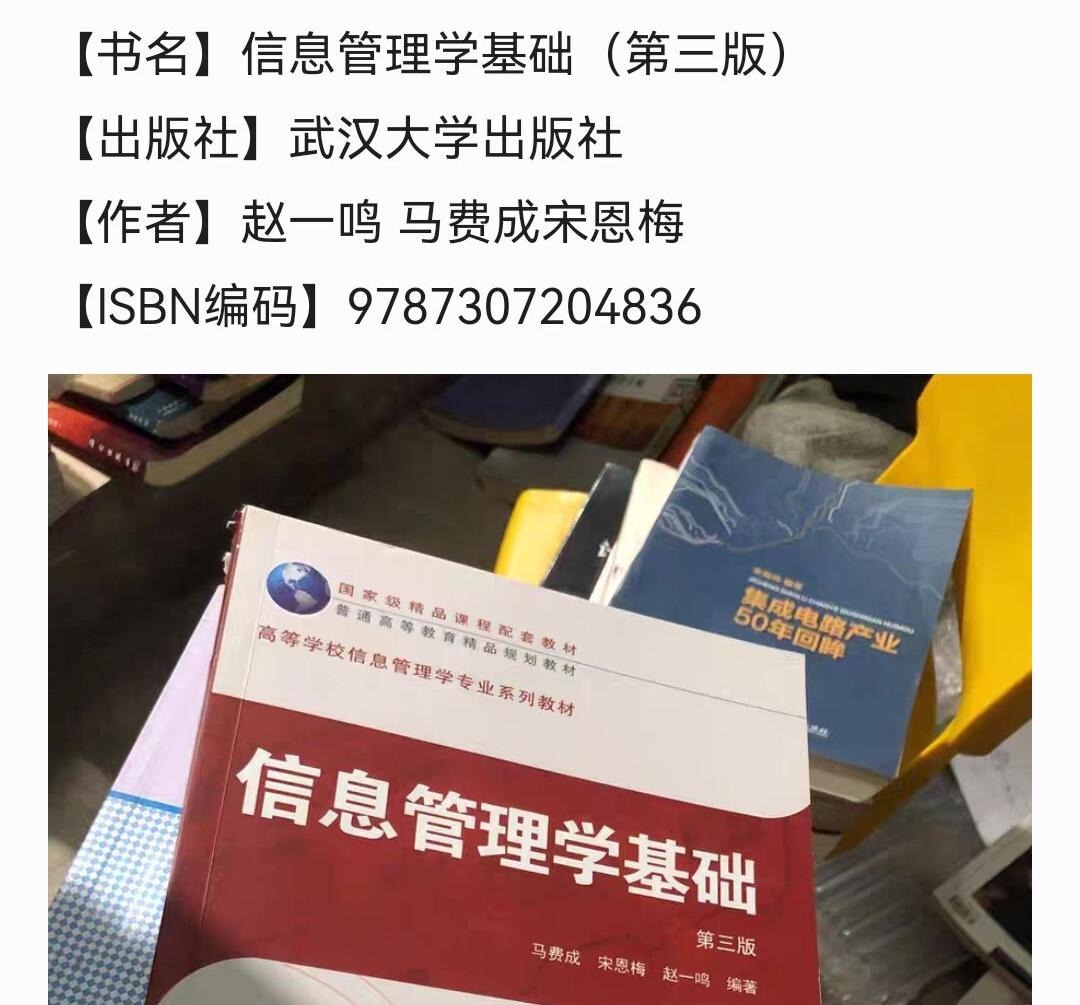 【书名】信息管理学基础（第三版）
【出版社】武汉大学出版社
【作者】赵一鸣 马费成宋恩梅
【ISBN编码】9787307204836
国家级精品课程配套教材
普通高等教育精品规划教材
高等学校信息管理学专业系列教材
信息管理学基础
第三版
马费成 宋恩梅 赵一鸣 编著
集成电路产业
50年回眸